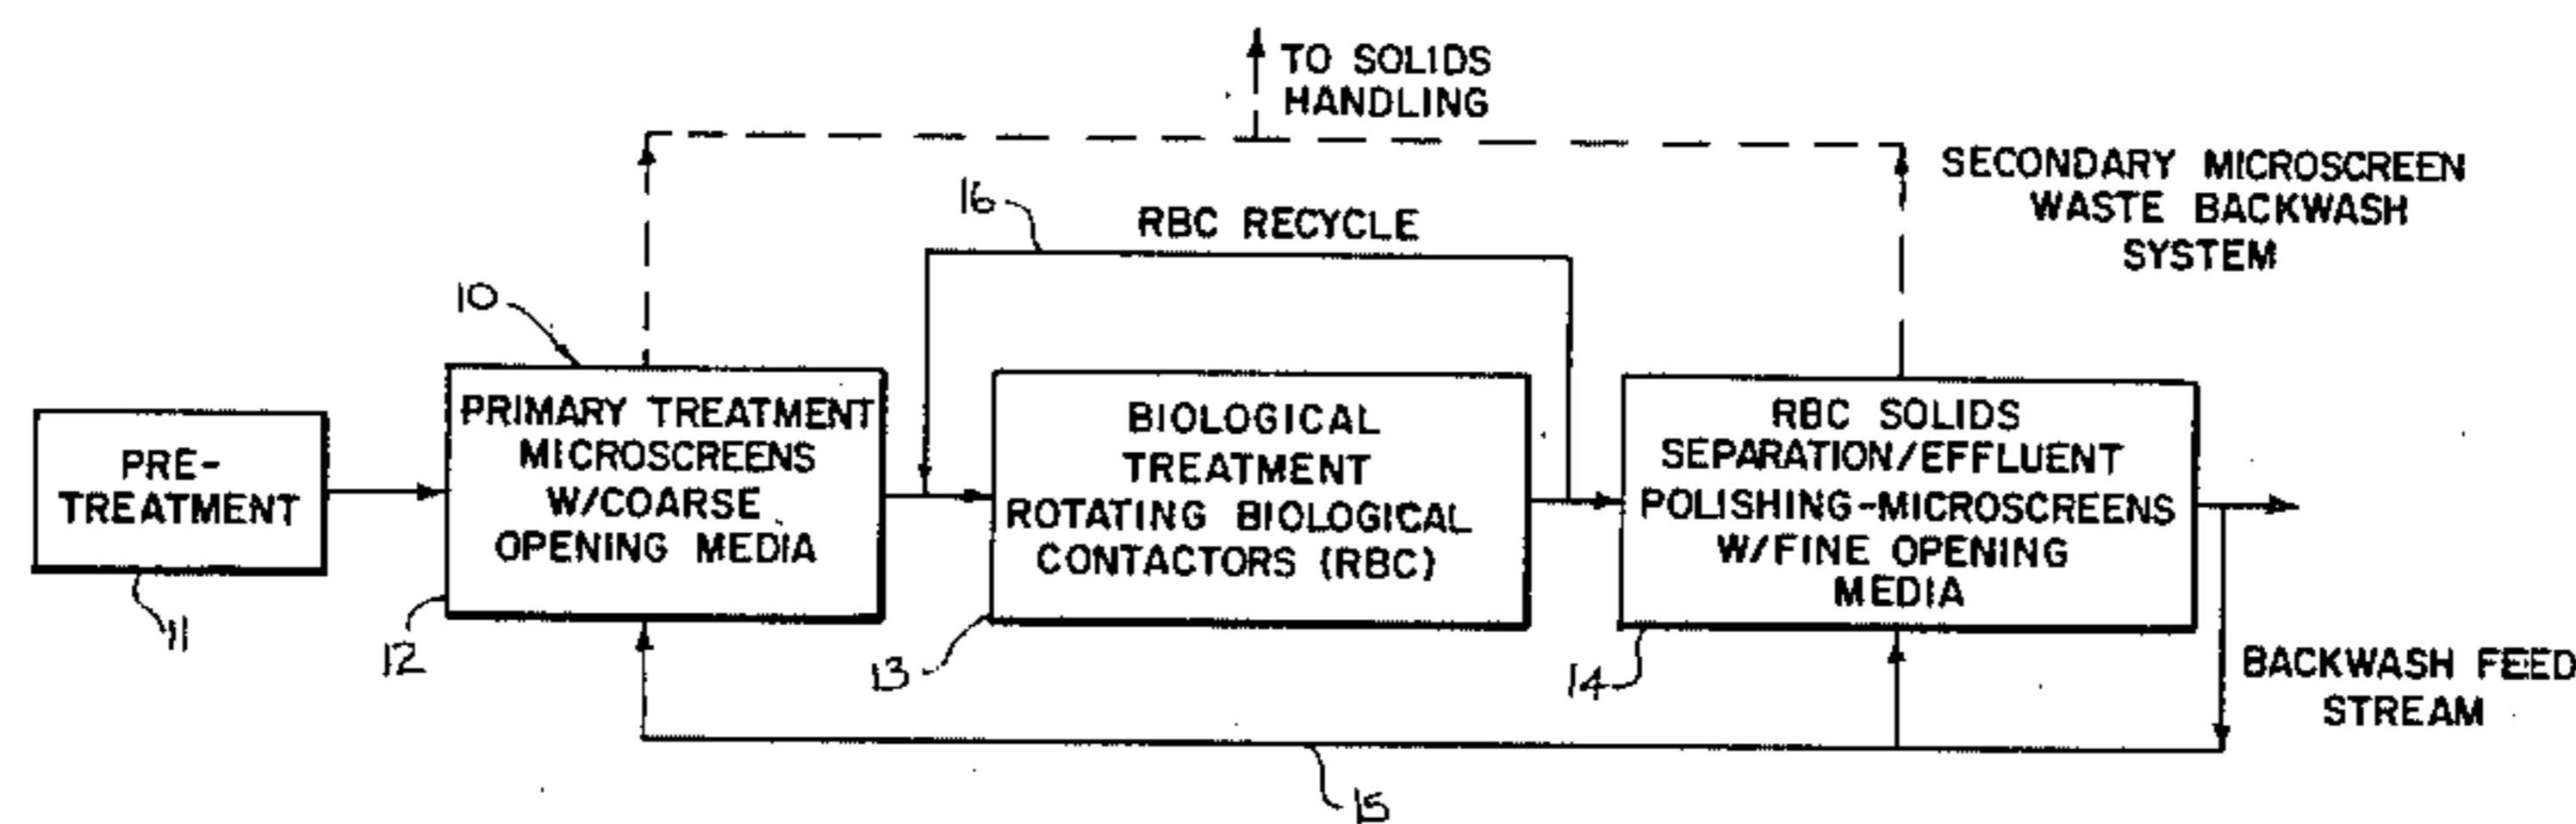 TO SOLIDS
HANDLING
SECONDARY MICROSCREEN
WASTE BACKWASH
SYSTEM
16
RBC RECYCLE
10
PRE-
TREATMENT
11
PRIMARY TREATMENT
MICROSCREENS
W/COARSE
OPENING MEDIA
12
BIOLOGICAL
TREATMENT
ROTATING BIOLOGICAL
CONTACTORS (RBC)
13
RBC SOLIDS
SEPARATION/EFFLUENT
POLISHING-MICROSCREENS
W/FINE OPENING
MEDIA
14
BACKWASH FEED
STREAM
15